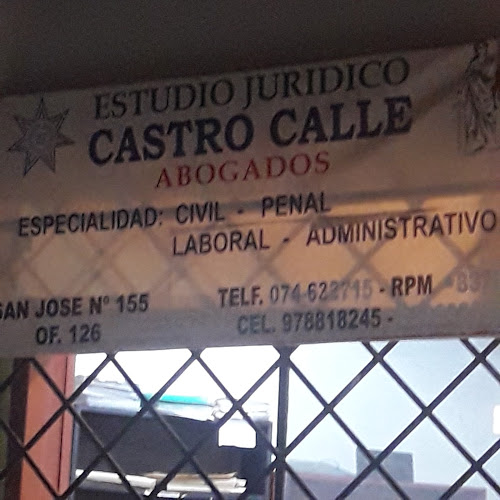 ESTUDIO JURIDICO
CASTRO CALLE
ABOGADOS
ESPECIALIDAD: CIVIL - PENAL
LABORAL - ADMINISTRATIVO
SAN JOSE Nº 155
OF. 126
TELF. 074-622715 - RPM
CEL. 978818245 -